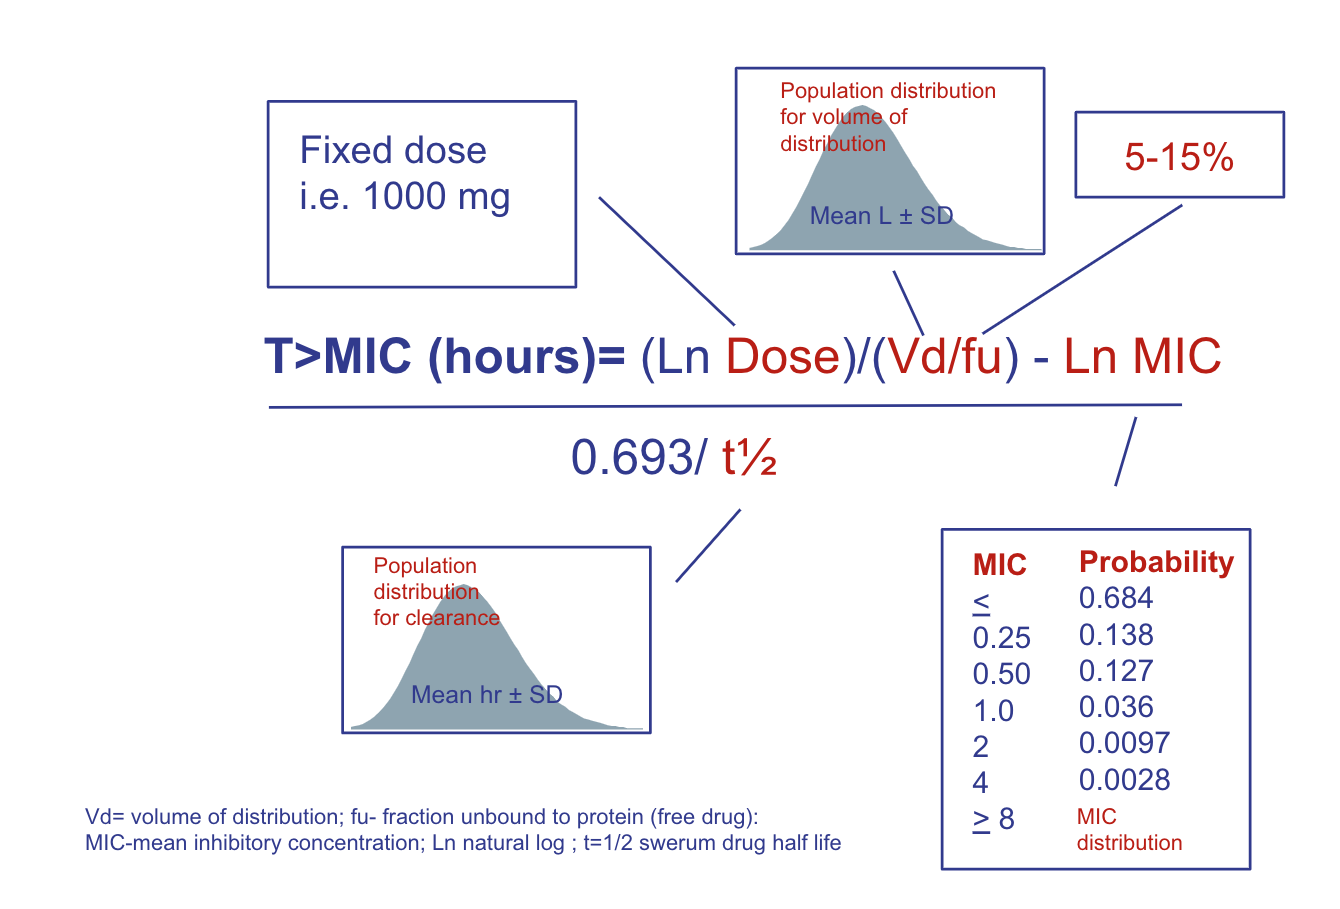 Population distribution
for volume of
distribution
Mean L ± SD
Fixed dose
i.e. 1000 mg
5-15%
T>MIC (hours)= (Ln Dose)/(Vd/fu) - Ln MIC
0.693/ t½
Population
distribution
for clearance
Mean hr ± SD
MIC Probability
≤ 0.684
0.25 0.138
0.50 0.127
1.0 0.036
2 0.0097
4 0.0028
≥ 8 MIC
distribution
Vd= volume of distribution; fu- fraction unbound to protein (free drug):
MIC-mean inhibitory concentration; Ln natural log ; t=1/2 swerum drug half life